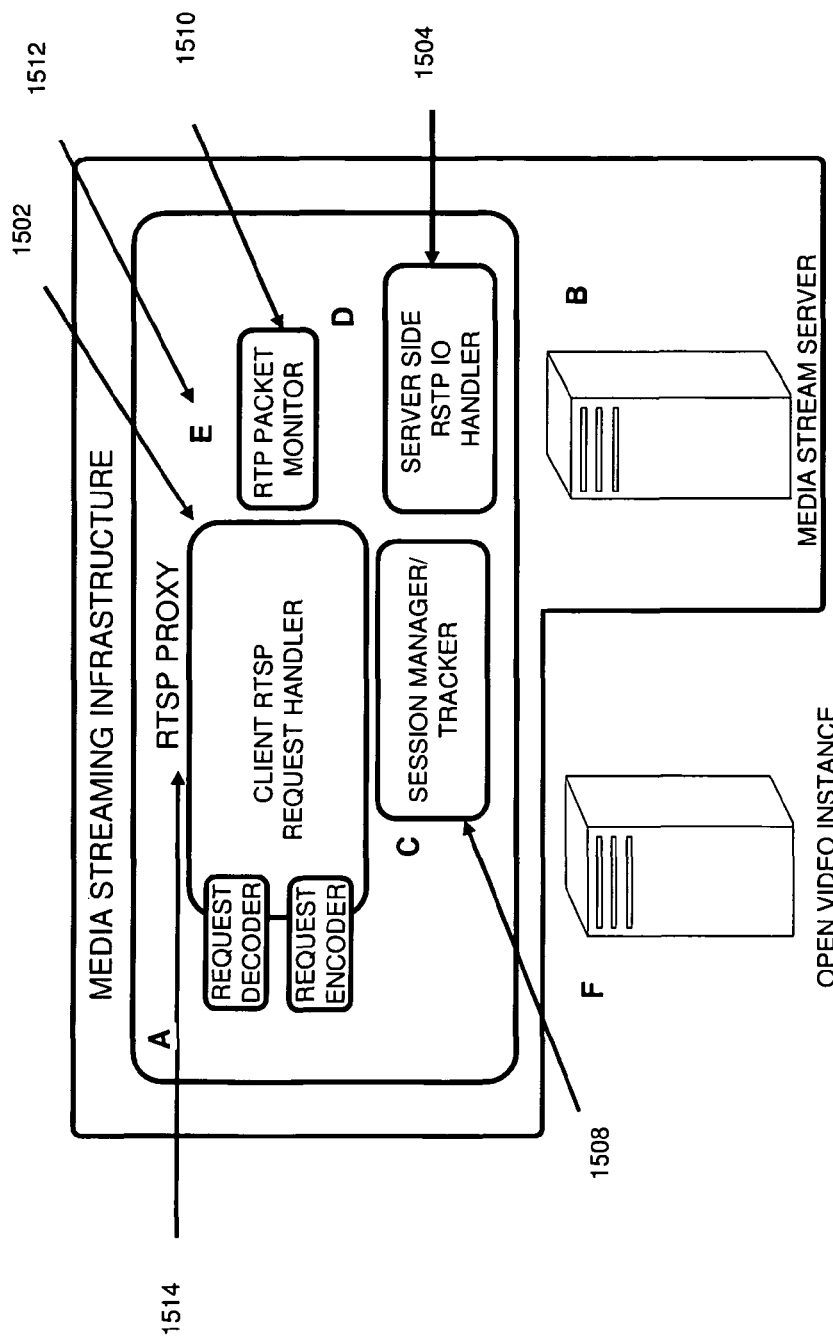 1512
1510
1502
1504
1514
1508
MEDIA STREAMING INFRASTRUCTURE
A
RTSP PROXY
E
REQUEST
DECODER
REQUEST
ENCODER
CLIENT RTSP
REQUEST HANDLER
RTP PACKET
MONITOR
D
C
SESSION MANAGER/
TRACKER
SERVER SIDE
RSTP IO
HANDLER
F
B
OPEN VIDEO INSTANCE
MEDIA STREAM SERVER